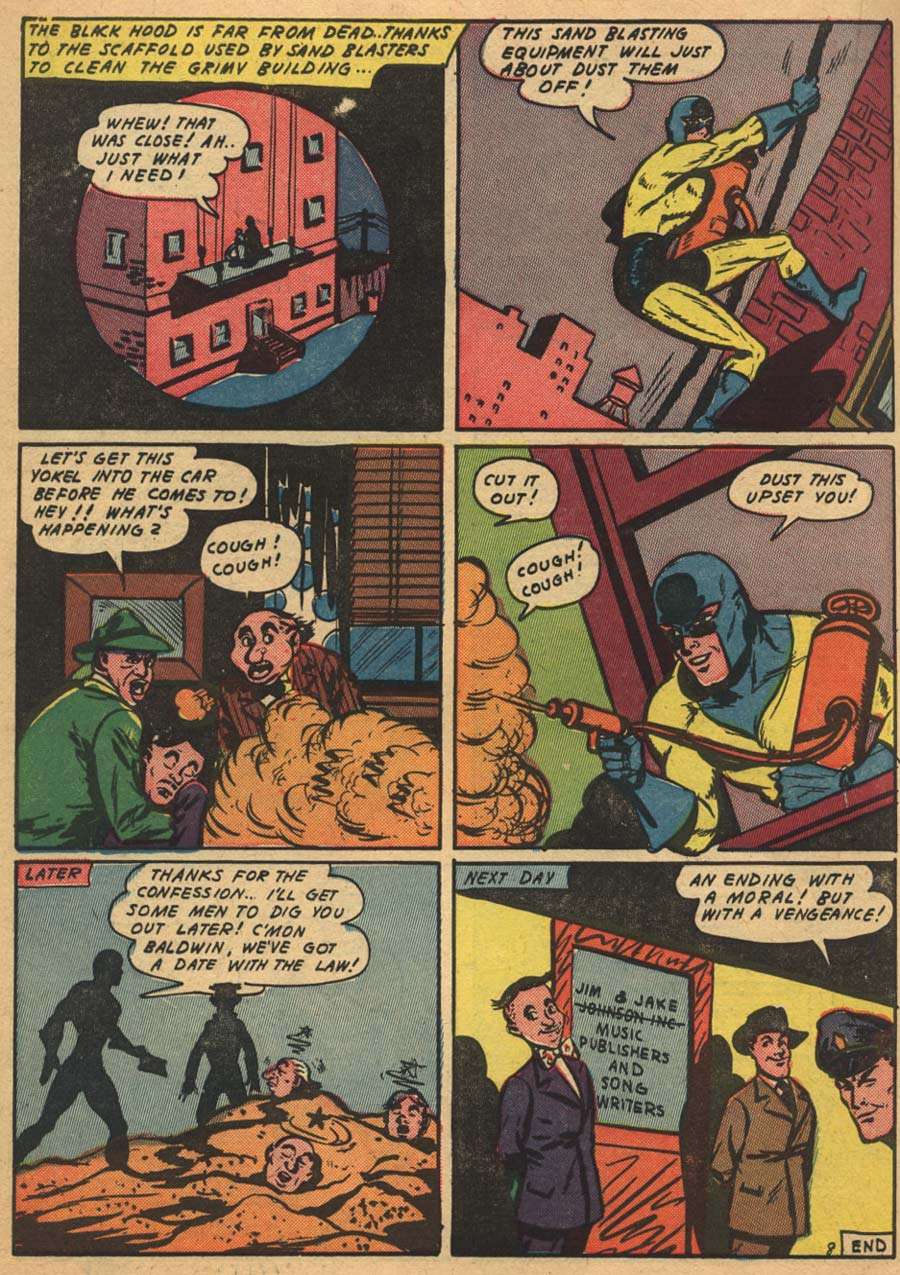 THE BLACK HOOD IS FAR FROM DEAD..THANKS
TO THE SCAFFOLD USED BY SAND BLASTERS
TO CLEAN THE GRIMY BUILDING...
WHEW! THAT
WAS CLOSE! AH..
JUST WHAT
I NEED!
THIS SAND BLASTING
EQUIPMENT WILL JUST
ABOUT DUST THEM
OFF!
LET'S GET THIS
YOKEL INTO THE CAR
BEFORE HE COMES TO!
HEY!! WHAT'S
HAPPENING?
COUGH!
COUGH!
CUT IT
OUT!
COUGH!
COUGH!
DUST THIS
UPSET YOU!
LATER
THANKS FOR THE
CONFESSION... I'LL GET
SOME MEN TO DIG YOU
OUT LATER! C'MON
BALDWIN, WE'VE GOT
A DATE WITH THE LAW!
NEXT DAY
AN ENDING WITH
A MORAL! BUT
WITH A VENGEANCE!
JIM & JAKE
JOHNSON INC
MUSIC
PUBLISHERS
AND
SONG
WRITERS
8
END